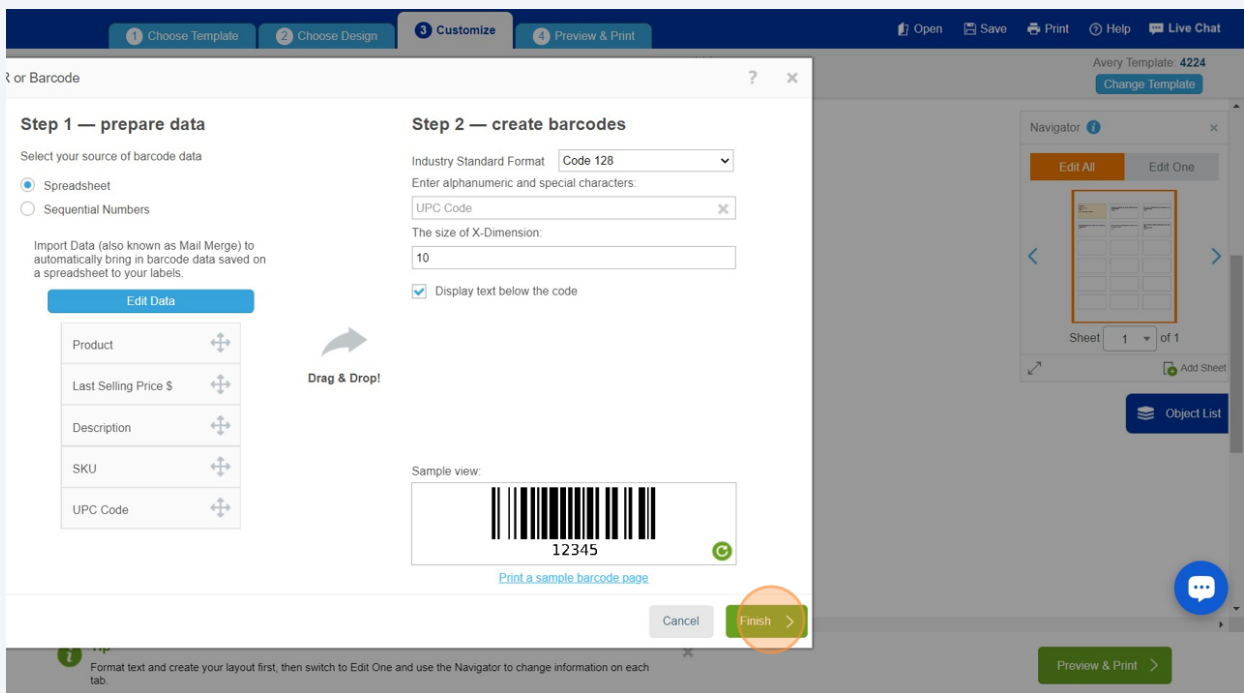 1 Choose Template
2 Choose Design
3 Customize
4 Preview & Print
Open
Save
Print
Help
Live Chat
Avery Template: 4224
Change Template
R or Barcode
?
Step 1 — prepare data
Select your source of barcode data
Spreadsheet
Sequential Numbers
Import Data (also known as Mail Merge) to
automatically bring in barcode data saved on
a spreadsheet to your labels.
Edit Data
Product
Last Selling Price $
Description
SKU
UPC Code
Drag & Drop!
Step 2 — create barcodes
Industry Standard Format Code 128
Enter alphanumeric and special characters:
UPC Code
The size of X-Dimension:
10
Display text below the code
Sample view:
12345
Print a sample barcode page
Cancel
Finish
Navigator
Edit All
Edit One
Sheet 1 of 1
Add Sheet
Object List
Tip
Format text and create your layout first, then switch to Edit One and use the Navigator to change information on each
tab.
Preview & Print